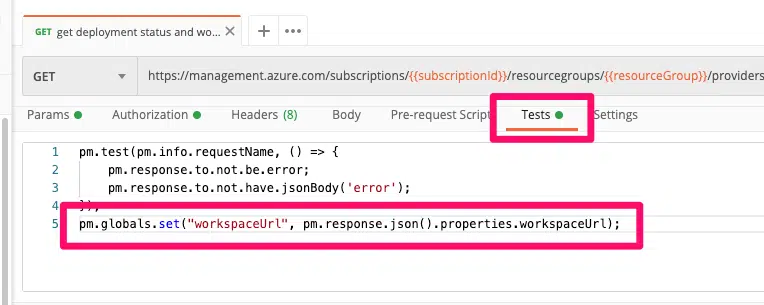 GET get deployment status and wo...
GET https://management.azure.com/subscriptions/{{subscriptionId}}/resourcegroups/{{resourceGroup}}/providers
Params Authorization Headers (8) Body Pre-request Script Tests Settings
1 pm.test(pm.info.requestName, () => {
2 pm.response.to.not.be.error;
3 pm.response.to.not.have.jsonBody('error');
4 });
5 pm.globals.set("workspaceUrl", pm.response.json().properties.workspaceUrl);